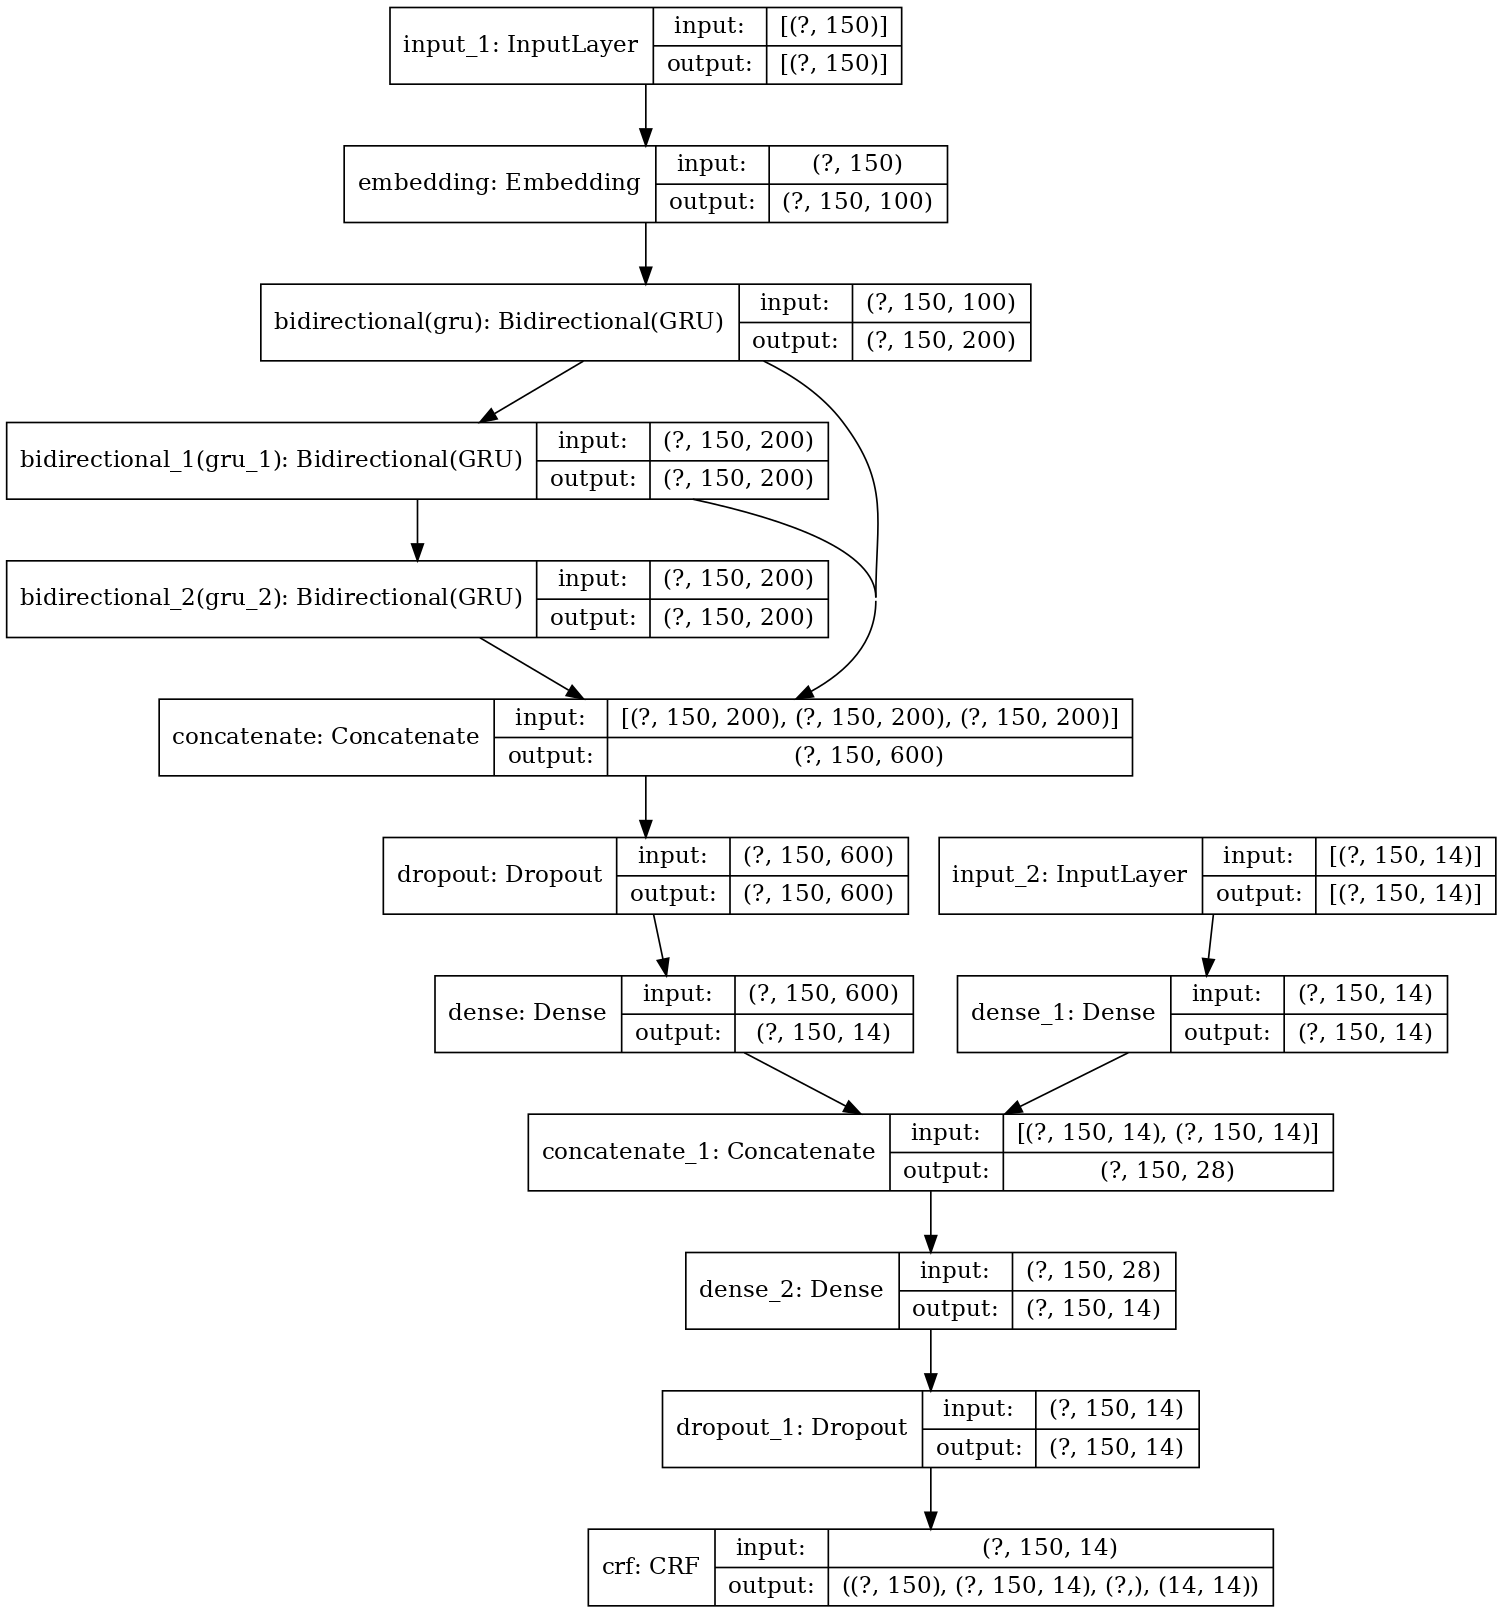 input_1: InputLayer
input: [(?, 150)]
output: [(?, 150)]
embedding: Embedding
input: (?, 150)
output: (?, 150, 100)
bidirectional(gru): Bidirectional(GRU)
input: (?, 150, 100)
output: (?, 150, 200)
bidirectional_1(gru_1): Bidirectional(GRU)
input: (?, 150, 200)
output: (?, 150, 200)
bidirectional_2(gru_2): Bidirectional(GRU)
input: (?, 150, 200)
output: (?, 150, 200)
concatenate: Concatenate
input: [(?, 150, 200), (?, 150, 200), (?, 150, 200)]
output: (?, 150, 600)
dropout: Dropout
input: (?, 150, 600)
output: (?, 150, 600)
input_2: InputLayer
input: [(?, 150, 14)]
output: [(?, 150, 14)]
dense: Dense
input: (?, 150, 600)
output: (?, 150, 14)
dense_1: Dense
input: (?, 150, 14)
output: (?, 150, 14)
concatenate_1: Concatenate
input: [(?, 150, 14), (?, 150, 14)]
output: (?, 150, 28)
dense_2: Dense
input: (?, 150, 28)
output: (?, 150, 14)
dropout_1: Dropout
input: (?, 150, 14)
output: (?, 150, 14)
crf: CRF
input: (?, 150, 14)
output: ((?, 150), (?, 150, 14), (?,), (14, 14))